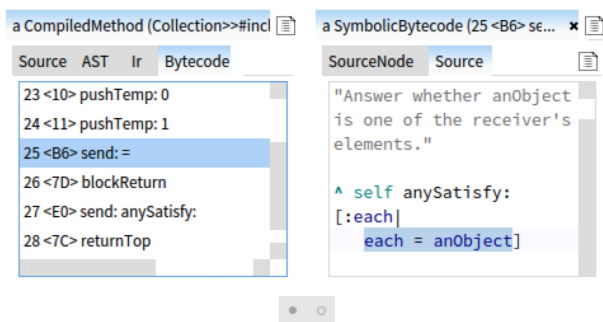 a CompiledMethod (Collection>>#incl
Source AST Ir Bytecode
23 <10> pushTemp: 0
24 <11> pushTemp: 1
25 <B6> send: =
26 <7D> blockReturn
27 <E0> send: anySatisfy:
28 <7C> returnTop
a SymbolicBytecode (25 <B6> se...
SourceNode Source
"Answer whether anObject
is one of the receiver's
elements."
^ self anySatisfy:
[:each|
each = anObject]